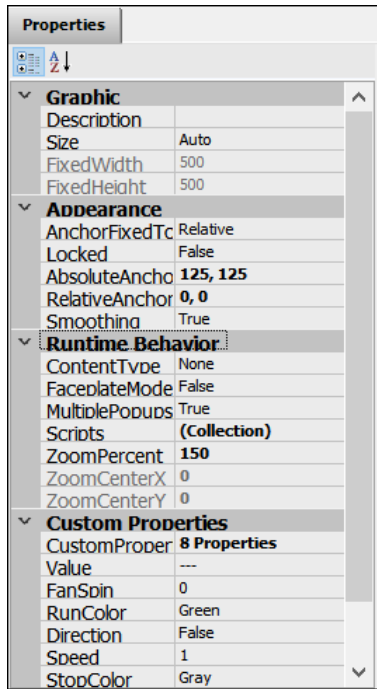 Properties
Graphic
Description
Size Auto
FixedWidth 500
FixedHeight 500
Appearance
AnchorFixedTo Relative
Locked False
AbsoluteAncho 125, 125
RelativeAnchor 0, 0
Smoothing True
Runtime Behavior
ContentType None
FaceplateMode False
MultiplePopups True
Scripts (Collection)
ZoomPercent 150
ZoomCenterX 0
ZoomCenterY 0
Custom Properties
CustomProper 8 Properties
Value ---
FanSpin 0
RunColor Green
Direction False
Speed 1
StopColor Gray